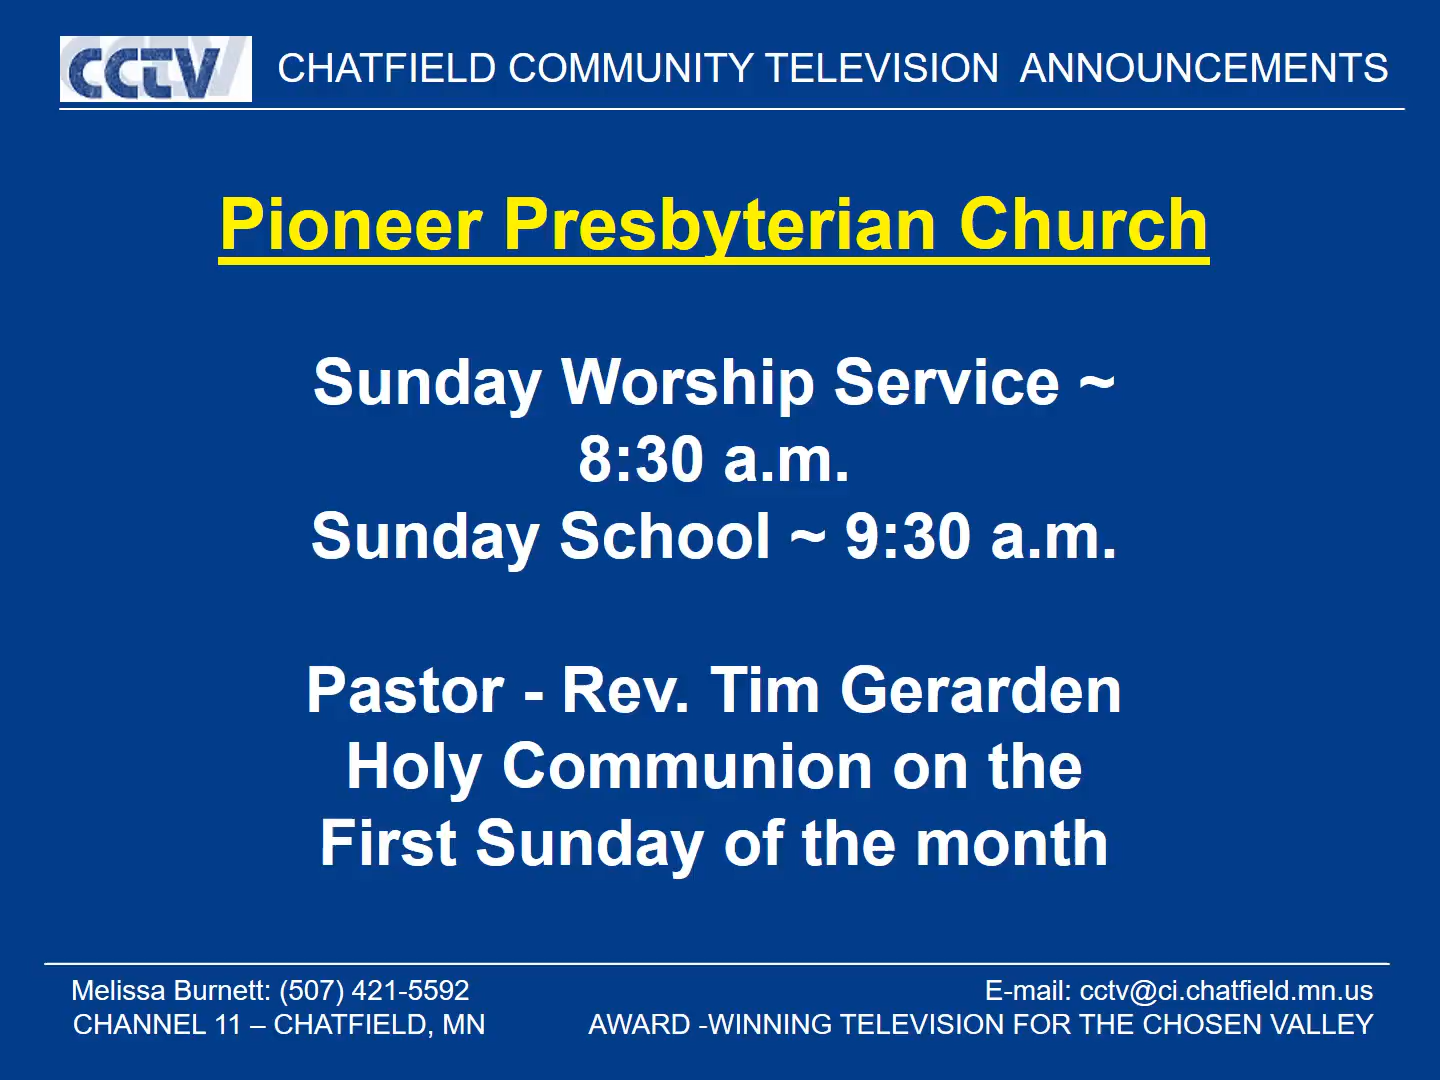 CCTV
CHATFIELD COMMUNITY TELEVISION ANNOUNCEMENTS
Pioneer Presbyterian Church
Sunday Worship Service ~
8:30 a.m.
Sunday School ~ 9:30 a.m.
Pastor - Rev. Tim Gerarden
Holy Communion on the
First Sunday of the month
Melissa Burnett: (507) 421-5592
E-mail: cctv@ci.chatfield.mn.us
CHANNEL 11 – CHATFIELD, MN
AWARD -WINNING TELEVISION FOR THE CHOSEN VALLEY